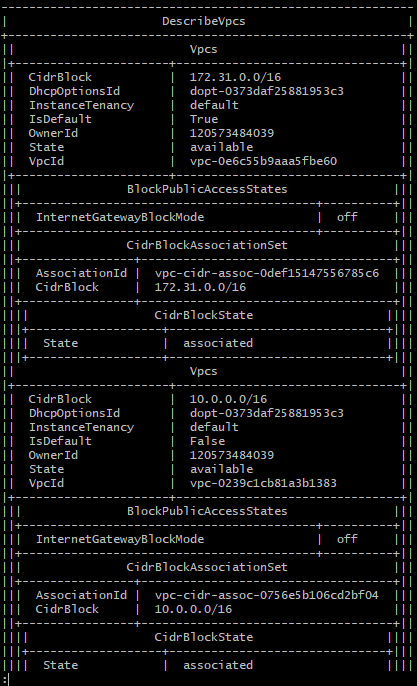 DescribeVpcs
Vpcs
CidrBlock | 172.31.0.0/16
DhcpOptionsId | dopt-0373daf25881953c3
InstanceTenancy | default
IsDefault | True
OwnerId | 120573484039
State | available
VpcId | vpc-0e6c55b9aaa5fbe60
BlockPublicAccessStates
InternetGatewayBlockMode | off
CidrBlockAssociationSet
AssociationId | vpc-cidr-assoc-0def15147556785c6
CidrBlock | 172.31.0.0/16
CidrBlockState
State | associated
Vpcs
CidrBlock | 10.0.0.0/16
DhcpOptionsId | dopt-0373daf25881953c3
InstanceTenancy | default
IsDefault | False
OwnerId | 120573484039
State | available
VpcId | vpc-0239c1cb81a3b1383
BlockPublicAccessStates
InternetGatewayBlockMode | off
CidrBlockAssociationSet
AssociationId | vpc-cidr-assoc-0756e5b106cd2bf04
CidrBlock | 10.0.0.0/16
CidrBlockState
State | associated
: